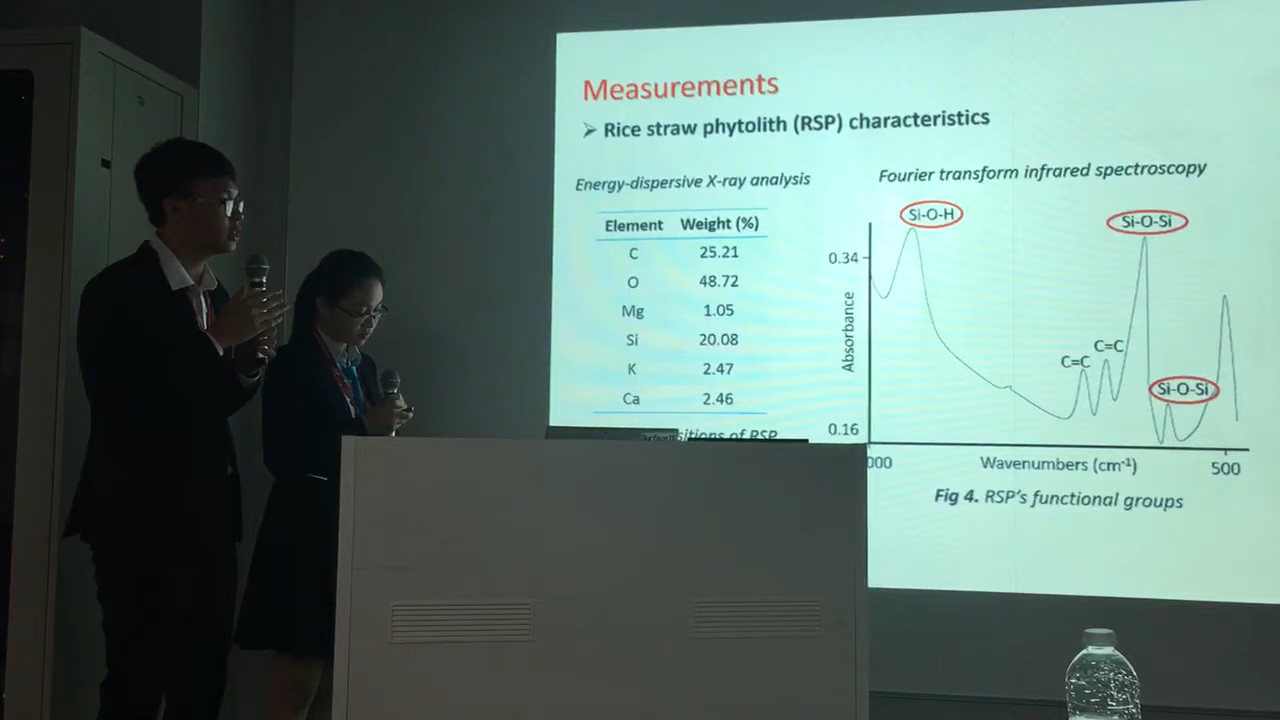 Measurements
➢ Rice straw phytolith (RSP) characteristics
Energy-dispersive X-ray analysis
Element Weight (%)
C 25.21
O 48.72
Mg 1.05
Si 20.08
K 2.47
Ca 2.46
of RSP
Fourier transform infrared spectroscopy
Si-O-H
Si-O-Si
0.34
Absorbance
C=C
C=C
Si-O-Si
0.16
000
Wavenumbers (cm⁻¹)
500
Fig 4. RSP's functional groups